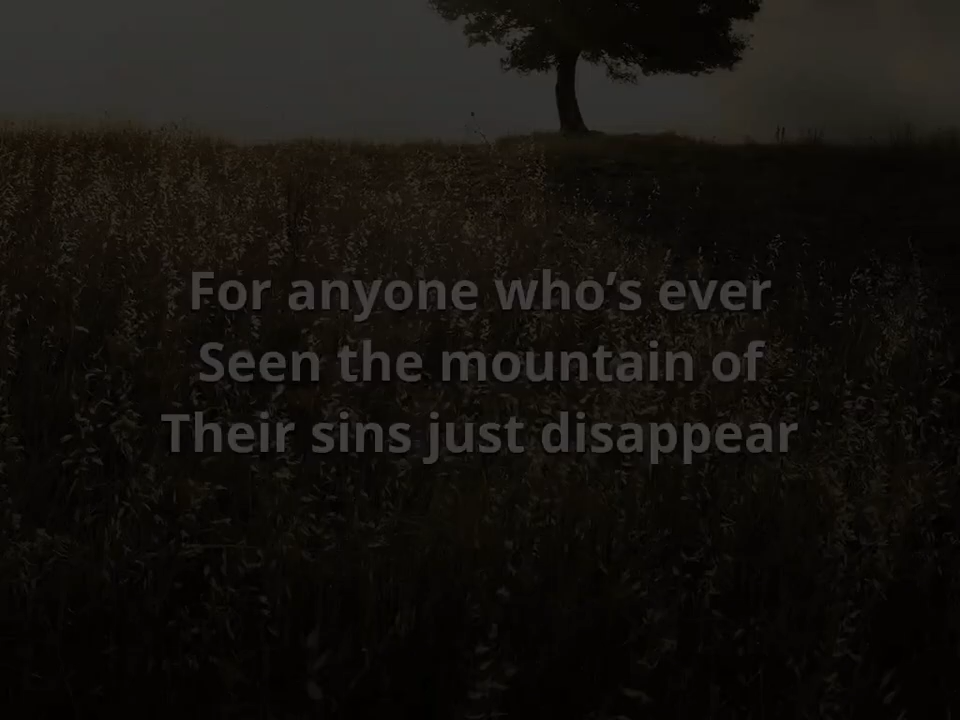 For anyone who’s ever
Seen the mountain of
Their sins just disappear